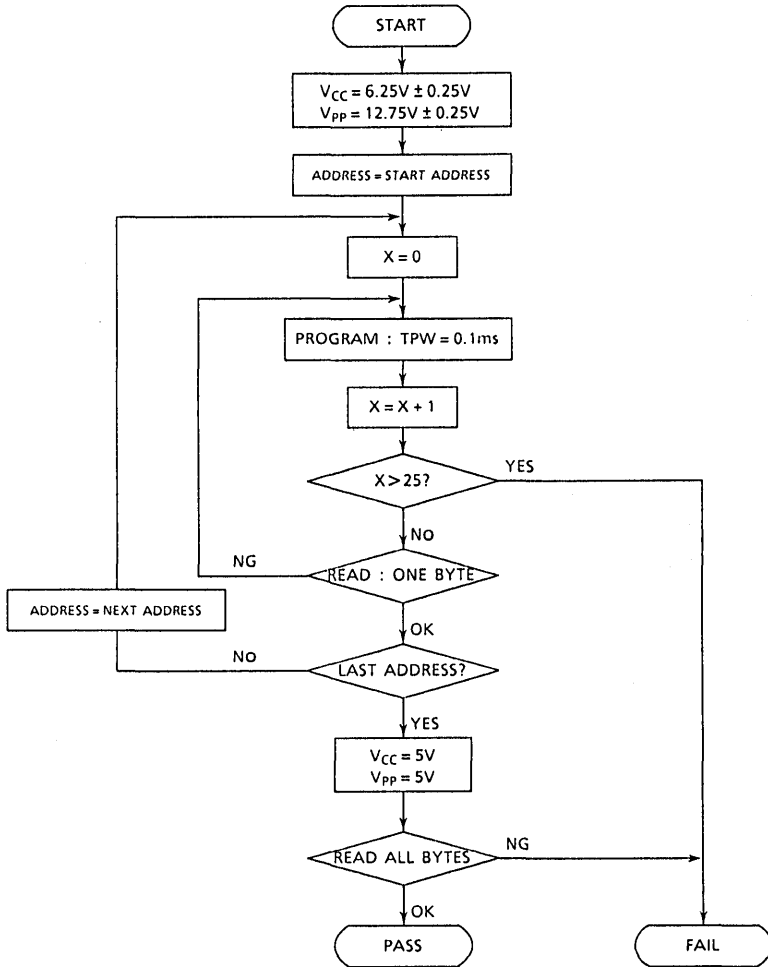 START
VCC = 6.25V ± 0.25V
VPP = 12.75V ± 0.25V
ADDRESS = START ADDRESS
X = 0
PROGRAM : TPW = 0.1ms
X = X + 1
X > 25?
YES
NO
READ : ONE BYTE
NG
ADDRESS = NEXT ADDRESS
OK
LAST ADDRESS?
NO
YES
VCC = 5V
VPP = 5V
READ ALL BYTES
NG
OK
PASS
FAIL